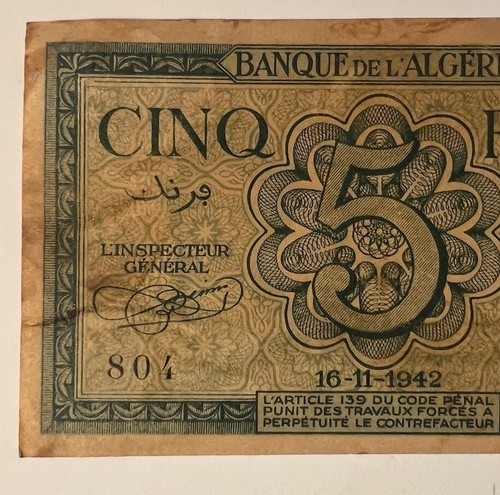 BANQUE DE L'ALGÉRI
CINQ
فرنك
5
L'INSPECTEUR
GÉNÉRAL
804
16-11-1942
L'ARTICLE 139 DU CODE PÉNAL
PUNIT DES TRAVAUX FORCÉS A
PERPÉTUITÉ LE CONTREFACTEUR